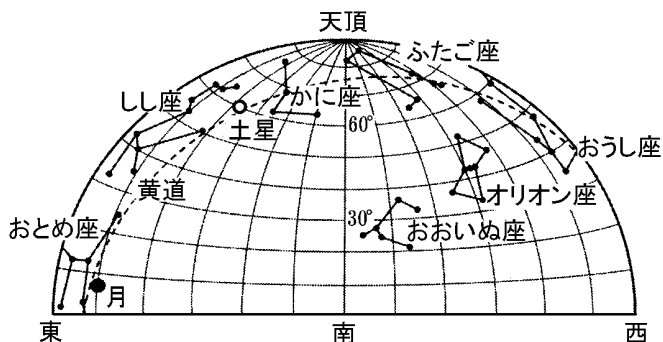 天頂
ふたご座
しし座
かに座
土星
60°
おうし座
黄道
オリオン座
30°
おとめ座
おおいぬ座
月
東
南
西